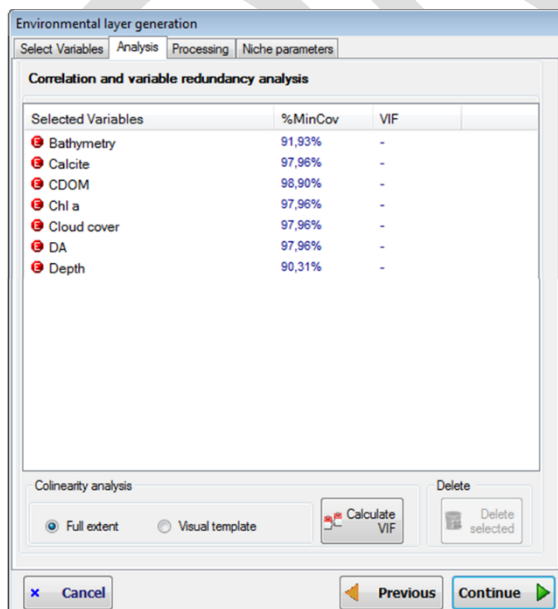 Environmental layer generation
Select Variables Analysis Processing Niche parameters
Correlation and variable redundancy analysis
Selected Variables %MinCov VIF
E Bathymetry 91,93% -
E Calcite 97,96% -
E CDOM 98,90% -
E Chl a 97,96% -
E Cloud cover 97,96% -
E DA 97,96% -
E Depth 90,31% -
Colinearity analysis Delete
Full extent Visual template Calculate VIF Delete selected
Cancel Previous Continue